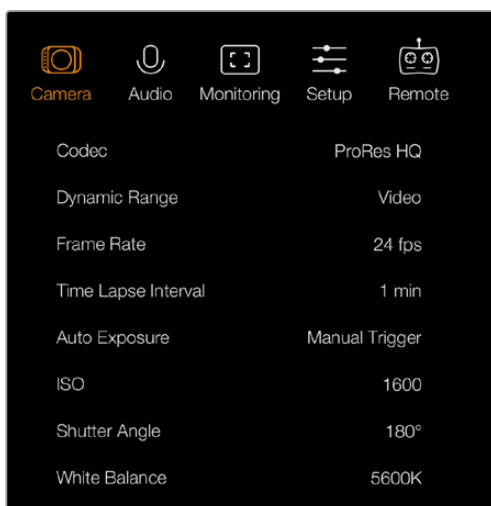 Camera Audio Monitoring Setup Remote
Codec ProRes HQ
Dynamic Range Video
Frame Rate 24 fps
Time Lapse Interval 1 min
Auto Exposure Manual Trigger
ISO 1600
Shutter Angle 180°
White Balance 5600K